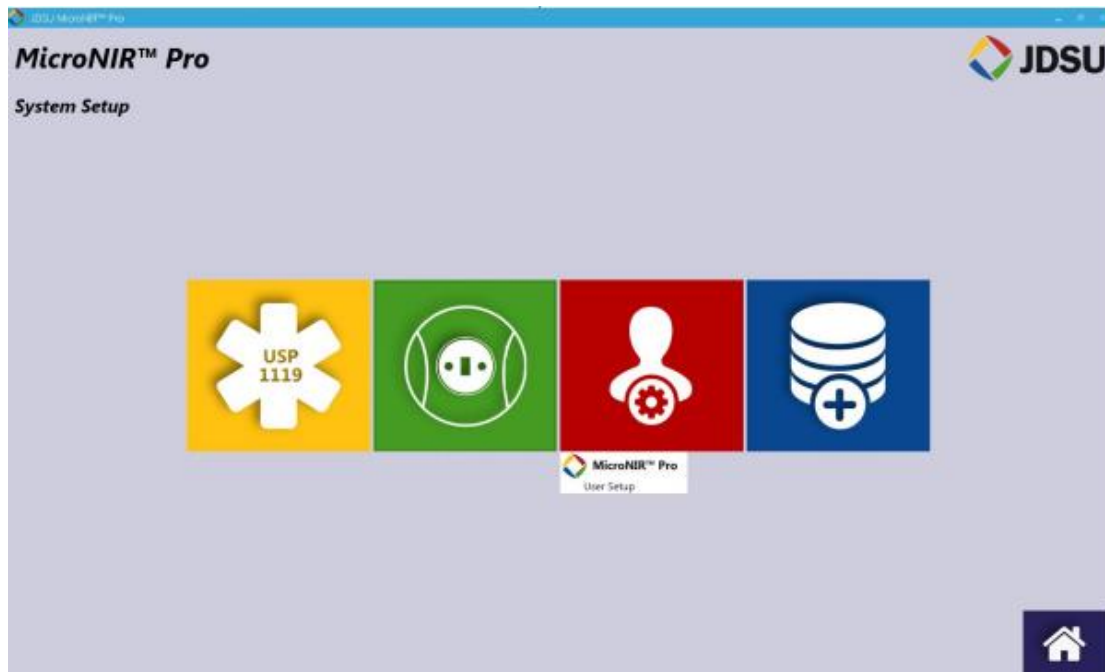 JDSU MicroNIR™ Pro
MicroNIR™ Pro
JDSU
System Setup
USP
1119
MicroNIR™ Pro
User Setup